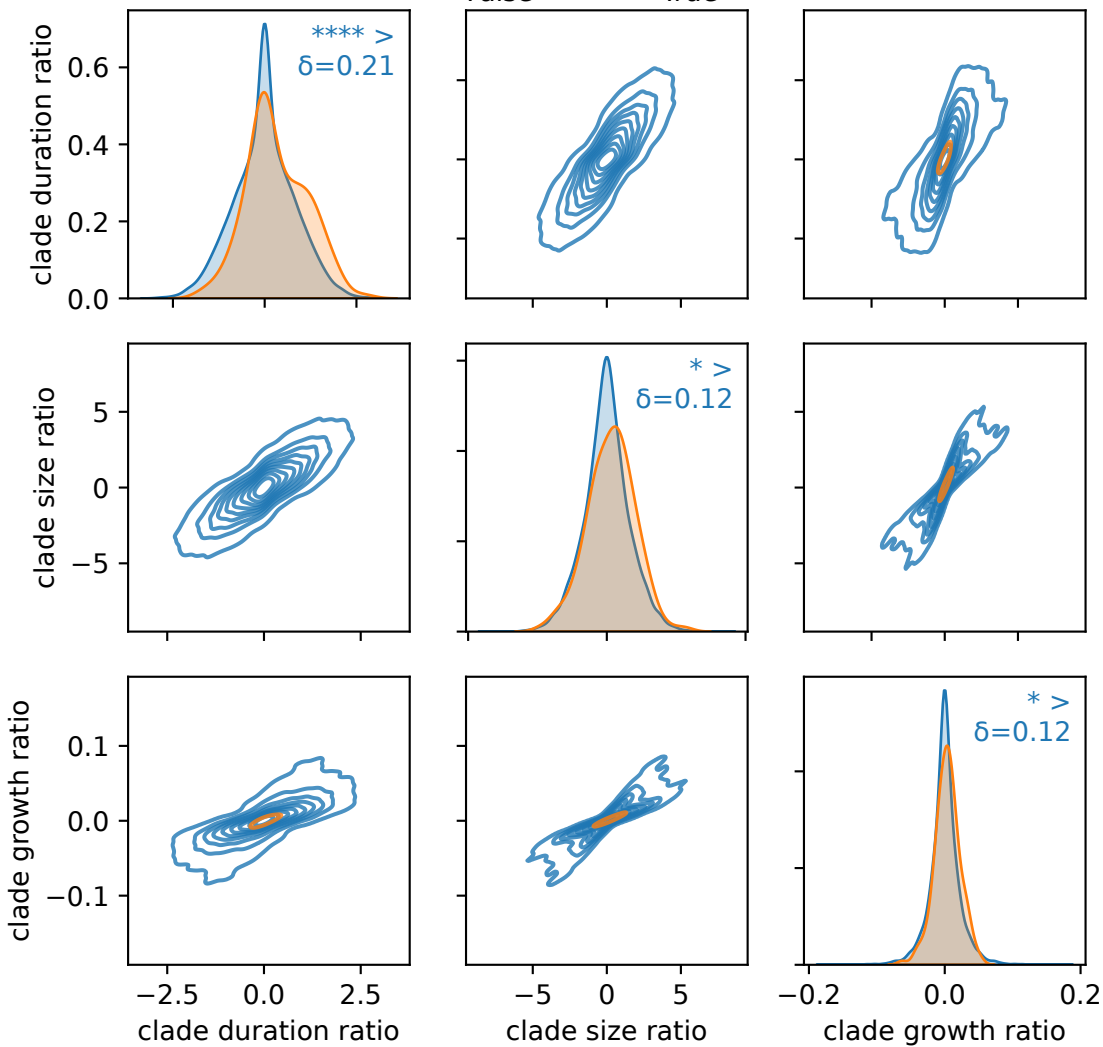 clade duration ratio
0.6
0.4
0.2
0.0
**** >
δ=0.21
clade size ratio
5
0
−5
* >
δ=0.12
clade growth ratio
0.1
0.0
−0.1
* >
δ=0.12
−2.5 0.0 2.5
clade duration ratio
−5 0 5
clade size ratio
−0.2 0.0 0.2
clade growth ratio